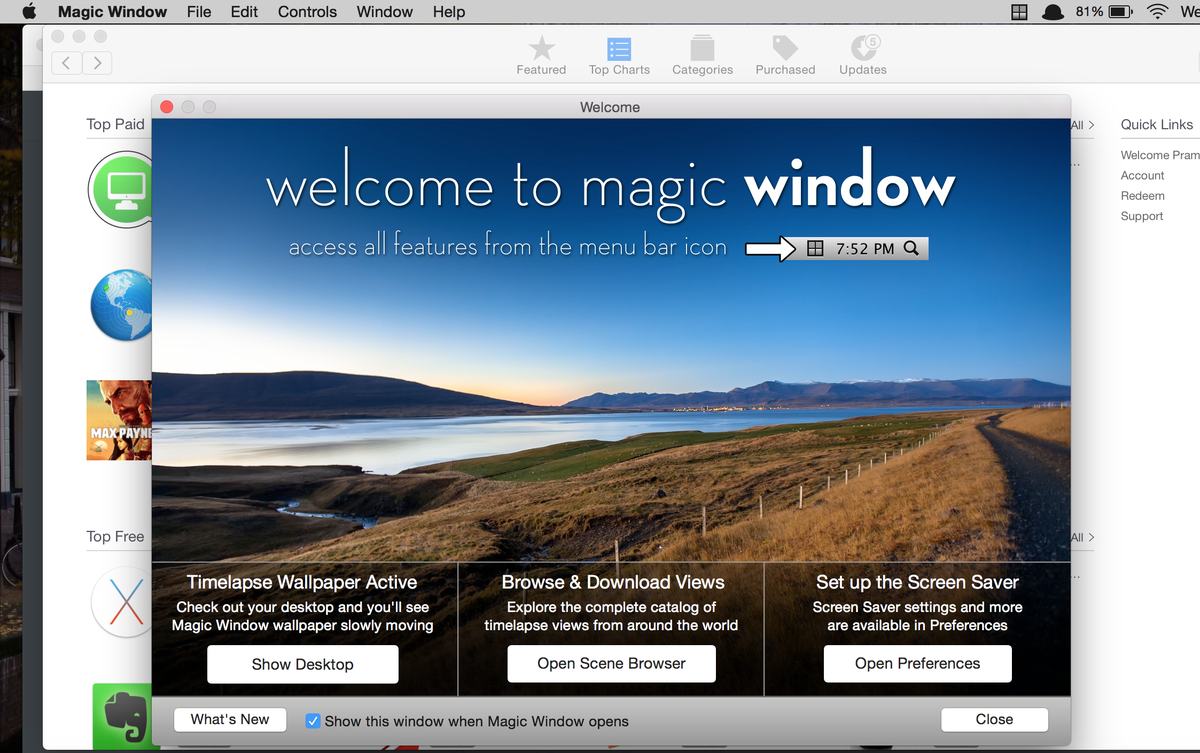 Magic Window File Edit Controls Window Help 81%
Featured Top Charts Categories Purchased Updates
5
Top Paid
All >
Quick Links
Welcome
Account
Redeem
Support
MAX PAYNE
Top Free
All >
Welcome
welcome to magic window
access all features from the menu bar icon
7:52 PM
Timelapse Wallpaper Active
Check out your desktop and you'll see
Magic Window wallpaper slowly moving
Show Desktop
Browse & Download Views
Explore the complete catalog of
timelapse views from around the world
Open Scene Browser
Set up the Screen Saver
Screen Saver settings and more
are available in Preferences
Open Preferences
What's New
Show this window when Magic Window opens
Close